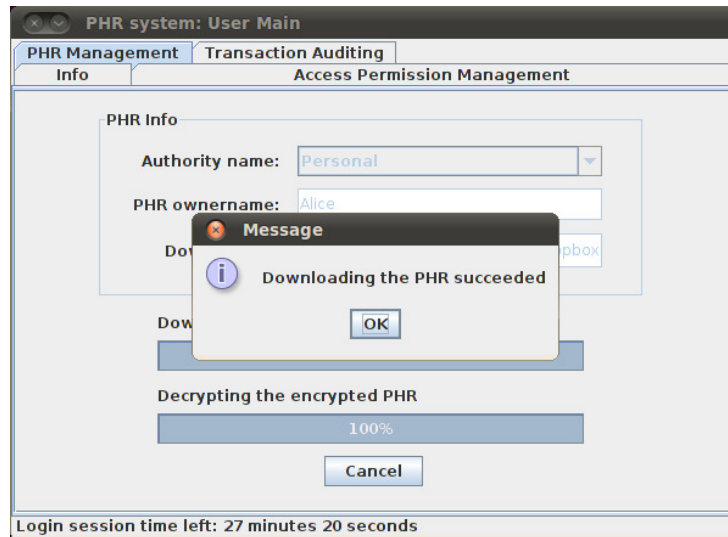 PHR system: User Main
PHR Management Transaction Auditing
Info Access Permission Management
PHR Info
Authority name: Personal
PHR ownername: Alice
Message
Downloading the PHR succeeded
OK
Decrypting the encrypted PHR
100%
Cancel
Login session time left: 27 minutes 20 seconds